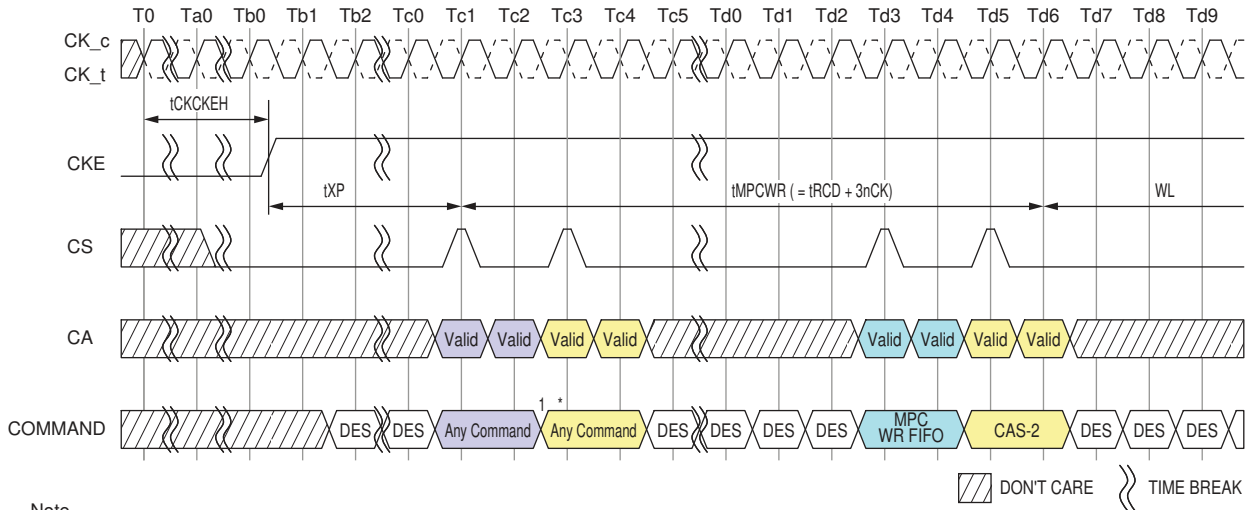 T0 Ta0 Tb0 Tb1 Tb2 Tc0 Tc1 Tc2 Tc3 Tc4 Tc5 Td0 Td1 Td2 Td3 Td4 Td5 Td6 Td7 Td8 Td9
CK_c
CK_t
tCKCKEH
CKE
tXP
tMPCWR ( = tRCD + 3nCK)
WL
CS
CA
Valid Valid Valid Valid Valid Valid Valid Valid
1 *
COMMAND
DES DES Any Command Any Command DES DES DES DES MPC WR FIFO CAS-2 DES DES DES
DON'T CARE
TIME BREAK